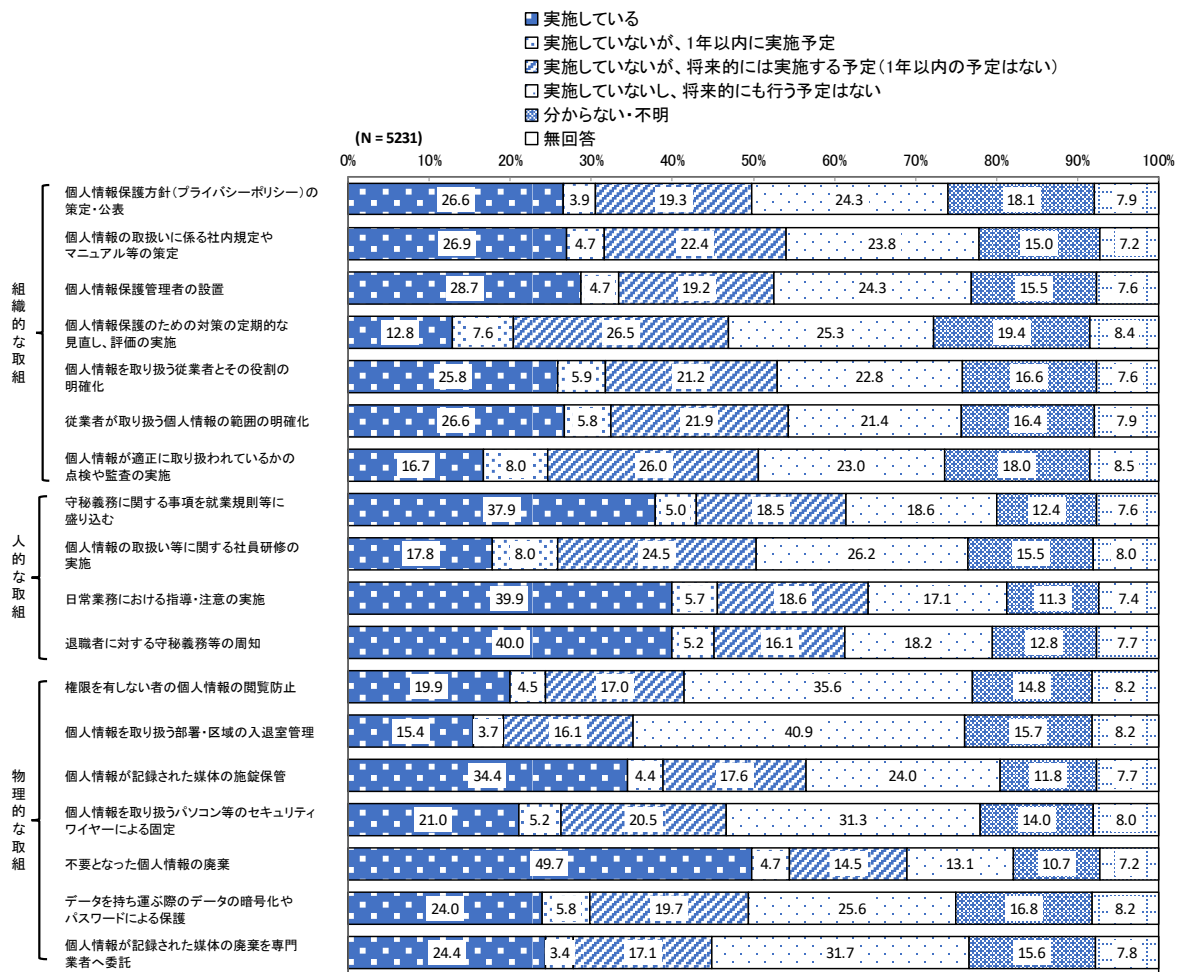 実施している
実施していないが、1年以内に実施予定
実施していないが、将来的には実施する予定(1年以内の予定はない)
実施していないし、将来的にも行う予定はない
分からない・不明
無回答
(N = 5231)
0% 10% 20% 30% 40% 50% 60% 70% 80% 90% 100%
組織的な取組
個人情報保護方針(プライバシーポリシー)の
策定・公表
26.6 3.9 19.3 24.3 18.1 7.9
個人情報の取扱いに係る社内規定や
マニュアル等の策定
26.9 4.7 22.4 23.8 15.0 7.2
個人情報保護管理者の設置
28.7 4.7 19.2 24.3 15.5 7.6
個人情報保護のための対策の定期的な
見直し、評価の実施
12.8 7.6 26.5 25.3 19.4 8.4
個人情報を取り扱う従業者とその役割の
明確化
25.8 5.9 21.2 22.8 16.6 7.6
従業者が取り扱う個人情報の範囲の明確化
26.6 5.8 21.9 21.4 16.4 7.9
個人情報が適正に取り扱われているかの
点検や監査の実施
16.7 8.0 26.0 23.0 18.0 8.5
人的な取組
守秘義務に関する事項を就業規則等に
盛り込む
37.9 5.0 18.5 18.6 12.4 7.6
個人情報の取扱い等に関する社員研修の
実施
17.8 8.0 24.5 26.2 15.5 8.0
日常業務における指導・注意の実施
39.9 5.7 18.6 17.1 11.3 7.4
退職者に対する守秘義務等の周知
40.0 5.2 16.1 18.2 12.8 7.7
物理的な取組
権限を有しない者の個人情報の閲覧防止
19.9 4.5 17.0 35.6 14.8 8.2
個人情報を取り扱う部署・区域の入退室管理
15.4 3.7 16.1 40.9 15.7 8.2
個人情報が記録された媒体の施錠保管
34.4 4.4 17.6 24.0 11.8 7.7
個人情報を取り扱うパソコン等のセキュリティ
ワイヤーによる固定
21.0 5.2 20.5 31.3 14.0 8.0
不要となった個人情報の廃棄
49.7 4.7 14.5 13.1 10.7 7.2
データを持ち運ぶ際のデータの暗号化や
パスワードによる保護
24.0 5.8 19.7 25.6 16.8 8.2
個人情報が記録された媒体の廃棄を専門
業者へ委託
24.4 3.4 17.1 31.7 15.6 7.8